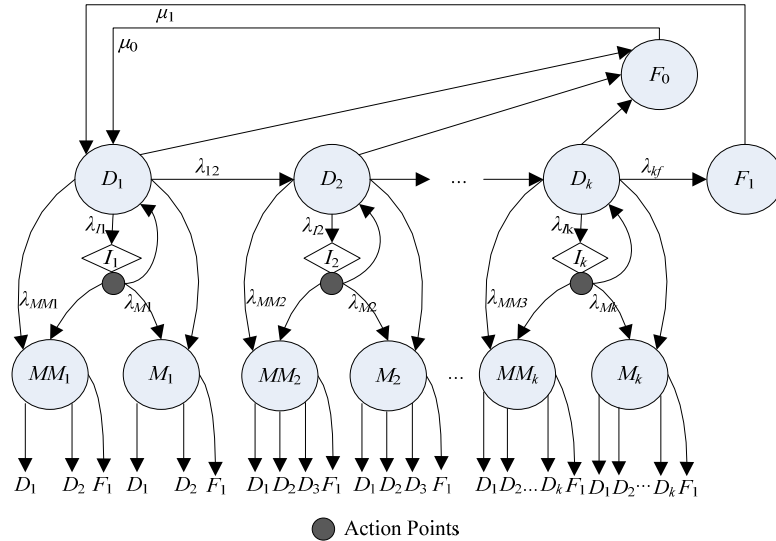 μ₁
μ₀
F₀
D₁ λ₁₂ D₂ ... Dₖ λₖf F₁
λI1 λI2 λIk
I₁ I₂ Iₖ
λMM1 λM1 λMM2 λM2 λMM3 λMk
MM₁ M₁ MM₂ M₂ ... MMₖ Mₖ
D₁ D₂ F₁ D₁ D₂ F₁ D₁ D₂ D₃ F₁ D₁ D₂ D₃ F₁ D₁ D₂ ... Dₖ F₁ D₁ D₂ ... Dₖ F₁
Action Points